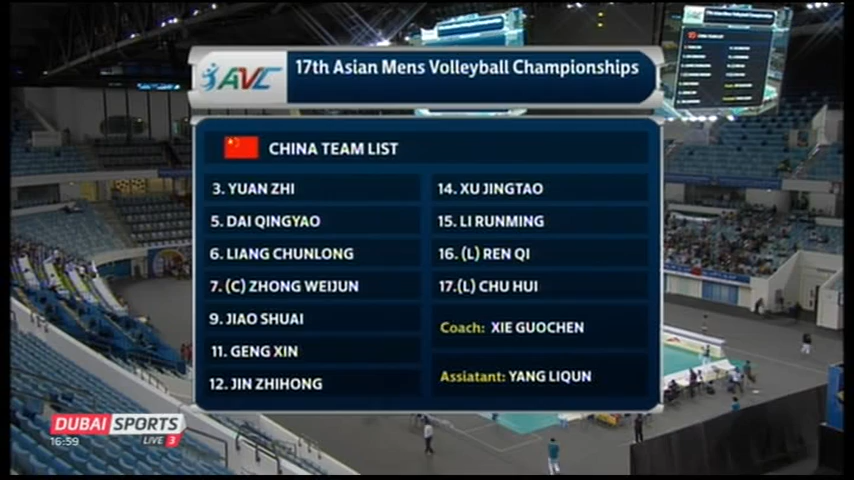 AVC
17th Asian Mens Volleyball Championships
CHINA TEAM LIST
3. YUAN ZHI
5. DAI QINGYAO
6. LIANG CHUNLONG
7. (C) ZHONG WEIJUN
9. JIAO SHUAI
11. GENG XIN
12. JIN ZHIHONG
14. XU JINGTAO
15. LI RUNMING
16. (L) REN QI
17.(L) CHU HUI
Coach: XIE GUOCHEN
Assiatant: YANG LIQUN
DUBAI SPORTS
16:59
LIVE 3